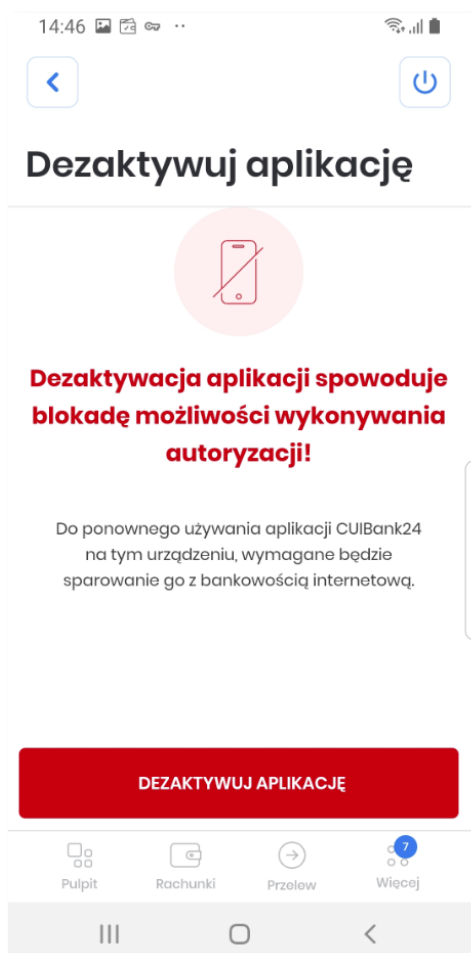 14:46
Dezaktywuj aplikację
Dezaktywacja aplikacji spowoduje
blokadę możliwości wykonywania
autoryzacji!
Do ponownego używania aplikacji CUIBank24
na tym urządzeniu, wymagane będzie
sparowanie go z bankowością internetową.
DEZAKTYWUJ APLIKACJĘ
7
Pulpit Rachunki Przelew Więcej